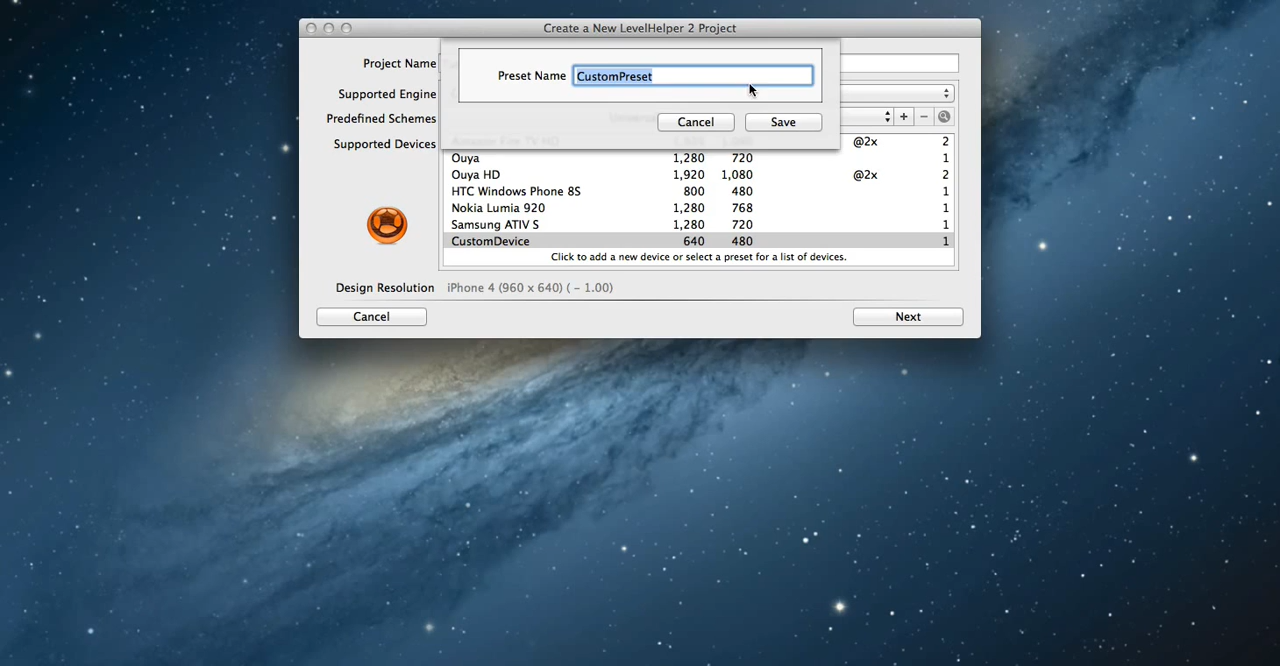 Create a New LevelHelper 2 Project
Project Name
Preset Name CustomPreset
Supported Engine
Predefined Schemes
Cancel Save
Supported Devices
@2x 2
Ouya 1,280 720 1
Ouya HD 1,920 1,080 @2x 2
HTC Windows Phone 8S 800 480 1
Nokia Lumia 920 1,280 768 1
Samsung ATIV S 1,280 720 1
CustomDevice 640 480 1
Click to add a new device or select a preset for a list of devices.
Design Resolution iPhone 4 (960 x 640) ( - 1.00)
Cancel Next